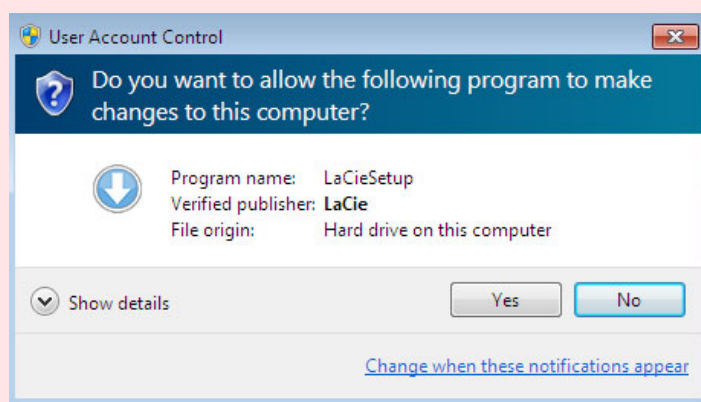 User Account Control
Do you want to allow the following program to make
changes to this computer?
Program name: LaCieSetup
Verified publisher: LaCie
File origin: Hard drive on this computer
Show details
Yes
No
Change when these notifications appear